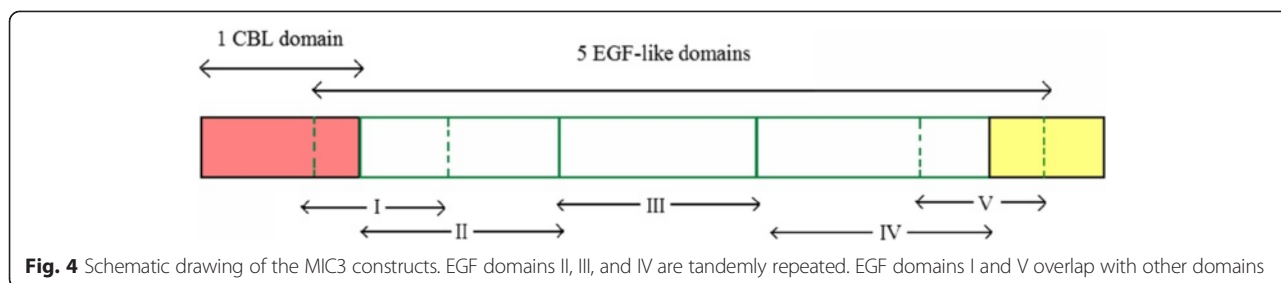 1 CBL domain
5 EGF-like domains
I
III
V
II
IV
Fig. 4 Schematic drawing of the MIC3 constructs. EGF domains II, III, and IV are tandemly repeated. EGF domains I and V overlap with other domains